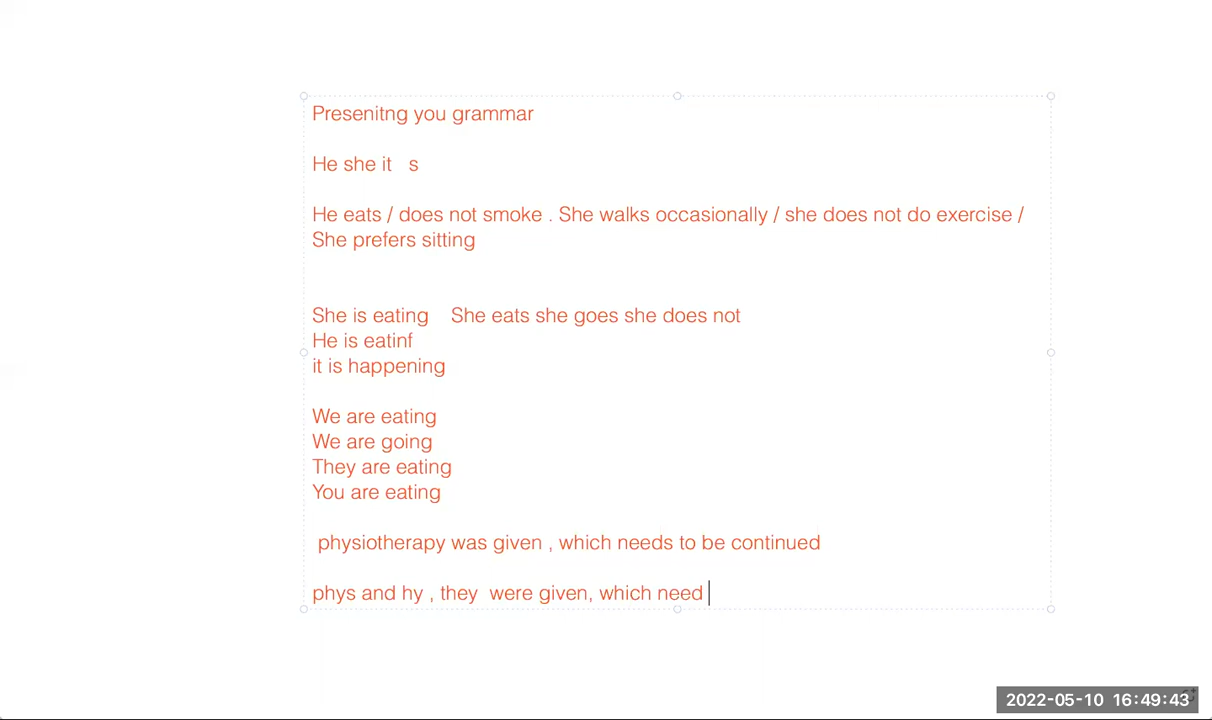 Presenitng you grammar
He she it s
He eats / does not smoke . She walks occasionally / she does not do exercise /
She prefers sitting
She is eating She eats she goes she does not
He is eatinf
it is happening
We are eating
We are going
They are eating
You are eating
physiotherapy was given , which needs to be continued
phys and hy , they were given, which need
2022-05-10 16:49:43